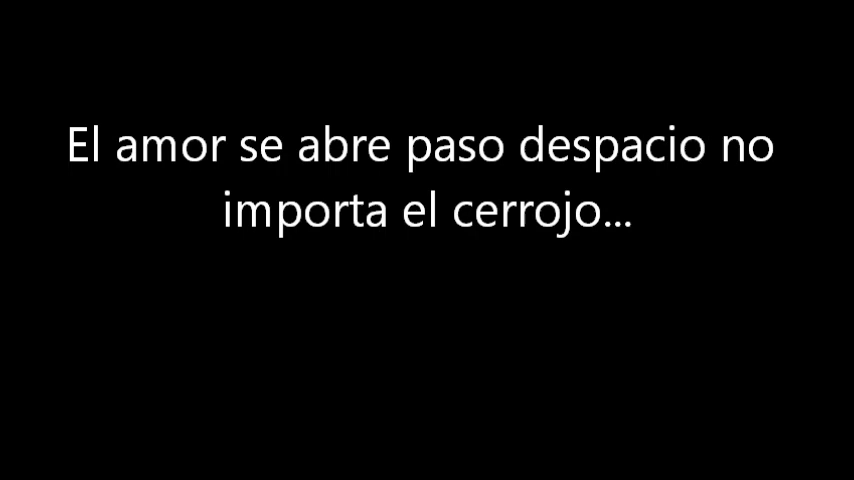 El amor se abre paso despacio no
importa el cerrojo...